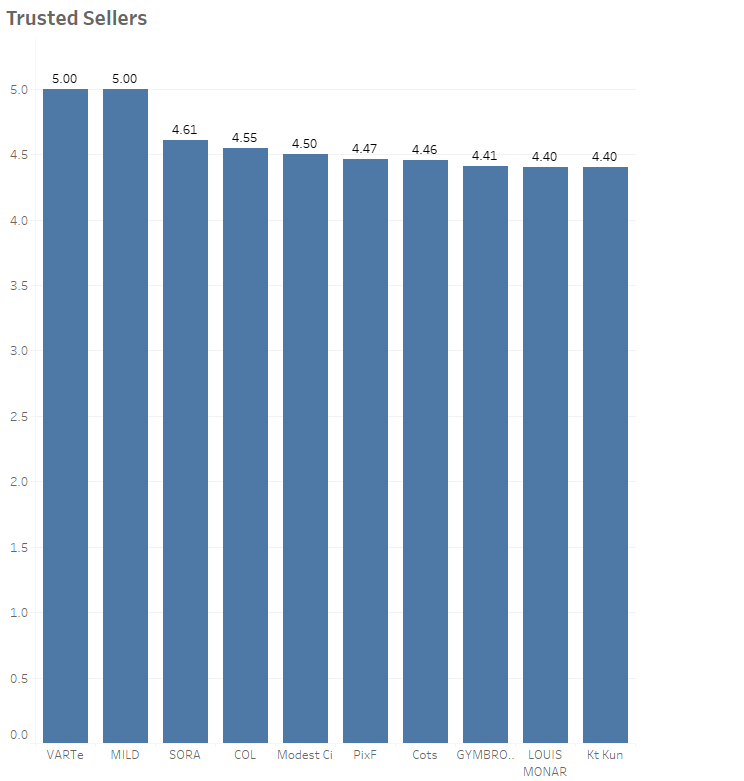 Trusted Sellers
5.00 5.00 4.61 4.55 4.50 4.47 4.46 4.41 4.40 4.40
5.0
4.5
4.0
3.5
3.0
2.5
2.0
1.5
1.0
0.5
0.0
VARTe MILD SORA COL Modest Ci PixF Cots GYMBRO.. LOUIS Kt Kun
MONAR